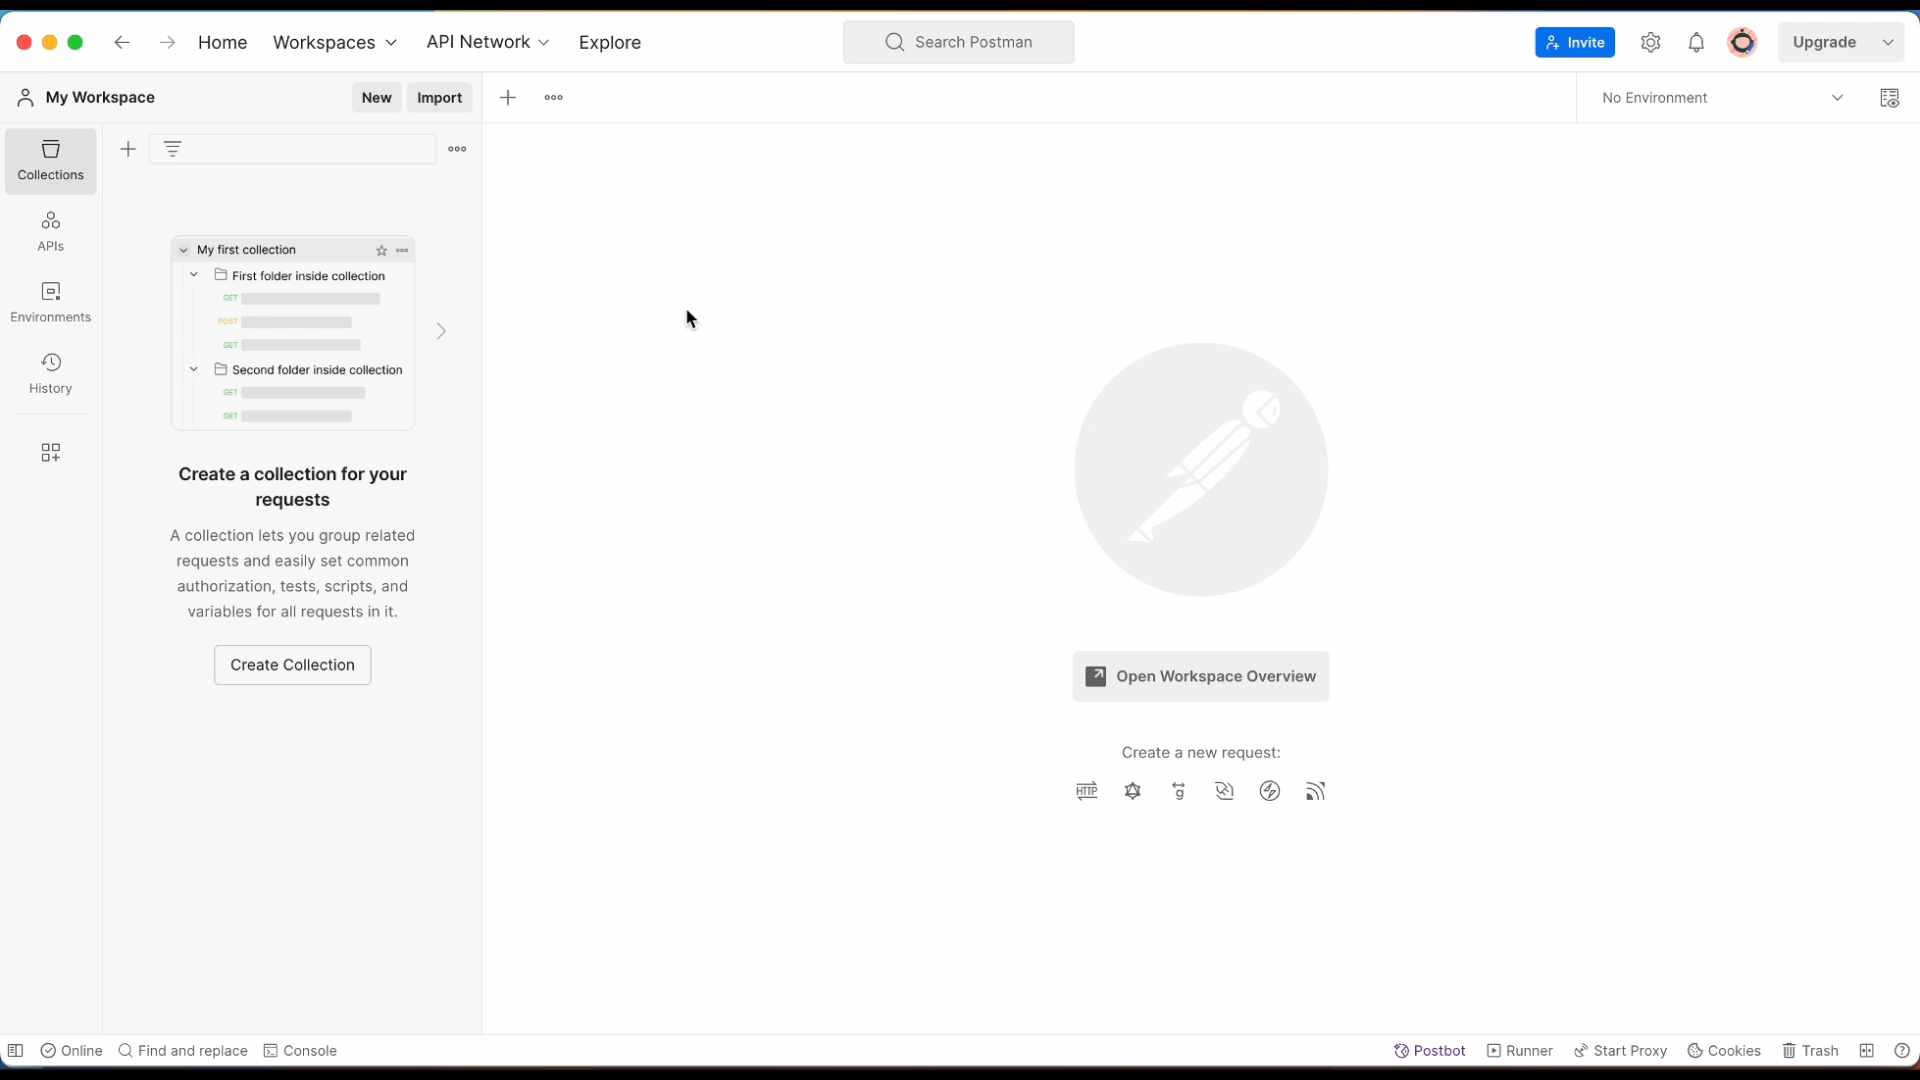 Home Workspaces API Network Explore Search Postman Invite Upgrade
My Workspace New Import No Environment
Collections
APIs
Environments
History
My first collection
First folder inside collection
GET
POST
GET
Second folder inside collection
GET
GET
Create a collection for your
requests
A collection lets you group related
requests and easily set common
authorization, tests, scripts, and
variables for all requests in it.
Create Collection
Open Workspace Overview
Create a new request:
HTTP g
Online Find and replace Console Postbot Runner Start Proxy Cookies Trash